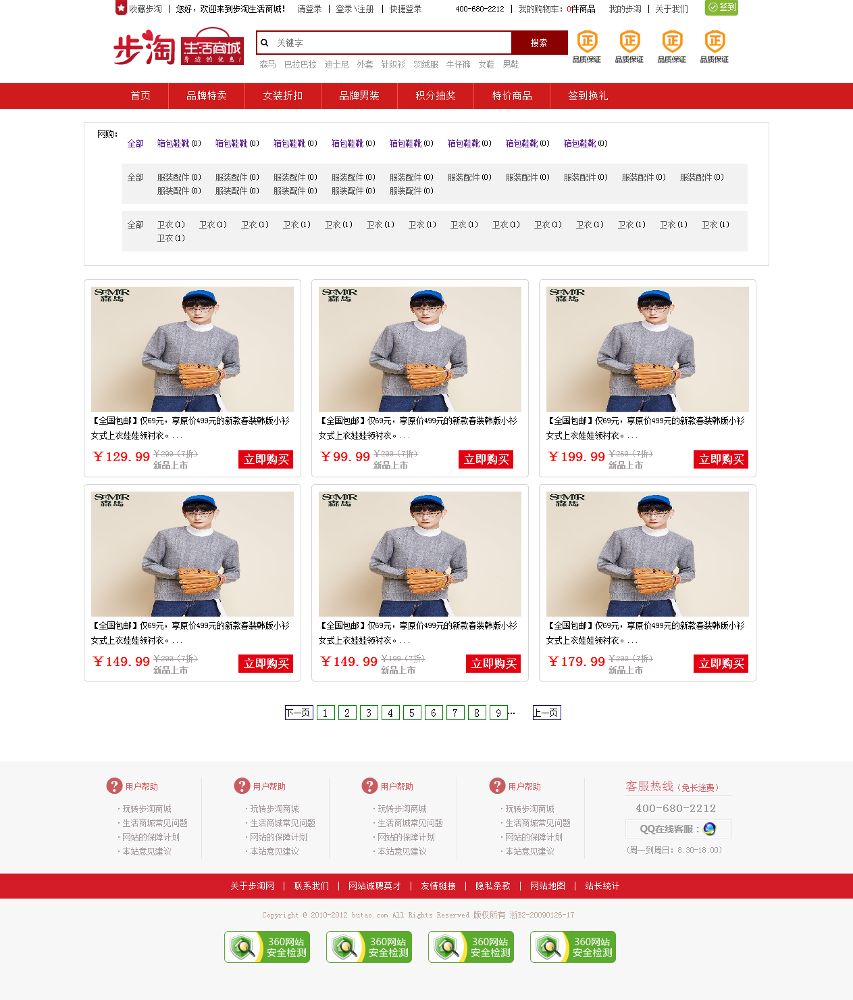 收藏步淘 | 您好，欢迎来到步淘生活商城！ 请登录 | 登录\注册 | 快捷登录 400-680-2212 | 我的购物车：0件商品 我的步淘 | 关于我们 签到
步淘 生活商城 身边的优惠！
关键字 搜索
森马 巴拉巴拉 迪士尼 外套 针织衫 羽绒服 牛仔裤 女鞋 男鞋
正 正 正 正
品质保证 品质保证 品质保证 品质保证
首页 品牌特卖 女装折扣 品牌男装 积分抽奖 特价商品 签到换礼
网购：
全部 箱包鞋靴(0) 箱包鞋靴(0) 箱包鞋靴(0) 箱包鞋靴(0) 箱包鞋靴(0) 箱包鞋靴(0) 箱包鞋靴(0) 箱包鞋靴(0)
全部 服装配件(0) 服装配件(0) 服装配件(0) 服装配件(0) 服装配件(0) 服装配件(0) 服装配件(0) 服装配件(0) 服装配件(0) 服装配件(0)
服装配件(0) 服装配件(0) 服装配件(0) 服装配件(0) 服装配件(0)
全部 卫衣(1) 卫衣(1) 卫衣(1) 卫衣(1) 卫衣(1) 卫衣(1) 卫衣(1) 卫衣(1) 卫衣(1) 卫衣(1) 卫衣(1) 卫衣(1) 卫衣(1) 卫衣(1)
卫衣(1)
SEMIR SEMIR SEMIR
森马 森马 森马
【全国包邮】仅69元，享原价499元的新款春装韩版小衫 【全国包邮】仅69元，享原价499元的新款春装韩版小衫 【全国包邮】仅69元，享原价499元的新款春装韩版小衫
女式上衣娃娃领衬衣。... 女式上衣娃娃领衬衣。... 女式上衣娃娃领衬衣。...
￥129.99 ￥299（7折） 立即购买 ￥99.99 ￥299（7折） 立即购买 ￥199.99 ￥269（7折） 立即购买
新品上市 新品上市 新品上市
SEMIR SEMIR SEMIR
森马 森马 森马
【全国包邮】仅69元，享原价499元的新款春装韩版小衫 【全国包邮】仅69元，享原价499元的新款春装韩版小衫 【全国包邮】仅69元，享原价499元的新款春装韩版小衫
女式上衣娃娃领衬衣。... 女式上衣娃娃领衬衣。... 女式上衣娃娃领衬衣。...
￥149.99 ￥299（7折） 立即购买 ￥149.99 ￥199（7折） 立即购买 ￥179.99 ￥299（7折） 立即购买
新品上市 新品上市 新品上市
下一页 1 2 3 4 5 6 7 8 9 … 上一页
? 用户帮助 ? 用户帮助 ? 用户帮助 ? 用户帮助 客服热线（免长途费）
·玩转步淘商城 ·玩转步淘商城 ·玩转步淘商城 ·玩转步淘商城 400-680-2212
·生活商城常见问题 ·生活商城常见问题 ·生活商城常见问题 ·生活商城常见问题 QQ在线客服：
·网站的保障计划 ·网站的保障计划 ·网站的保障计划 ·网站的保障计划
·本站意见建议 ·本站意见建议 ·本站意见建议 ·本站意见建议 （周一到周日：8:30-18:00）
关于步淘网 | 联系我们 | 网站诚聘英才 | 友情链接 | 隐私条款 | 网站地图 | 站长统计
Copyright @ 2010-2012 butao.com All Rights Reserved 版权所有 浙B2-20090126-17
360网站 360网站 360网站 360网站
安全检测 安全检测 安全检测 安全检测